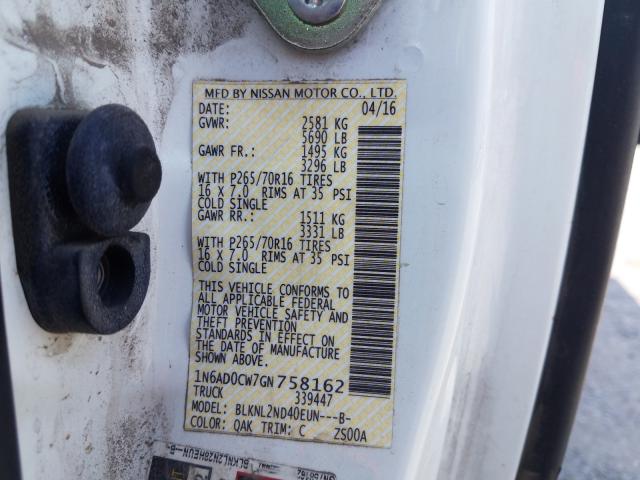 MFD BY NISSAN MOTOR CO., LTD.
DATE: 04/16
GVWR: 2581 KG
5690 LB
GAWR FR.: 1495 KG
3296 LB
WITH P265/70R16 TIRES
16 X 7.0 RIMS AT 35 PSI
COLD SINGLE
GAWR RR.: 1511 KG
3331 LB
WITH P265/70R16 TIRES
16 X 7.0 RIMS AT 35 PSI
COLD SINGLE
THIS VEHICLE CONFORMS TO
ALL APPLICABLE FEDERAL
MOTOR VEHICLE SAFETY AND
THEFT PREVENTION
STANDARDS IN EFFECT ON
THE DATE OF MANUFACTURE
SHOWN ABOVE.
1N6AD0CW7GN758162
TRUCK 339447
MODEL: BLKNL2ND40EUN---B-
COLOR: QAK TRIM: C ZS00A
BLKNL2N28HEUN--B
GN758162